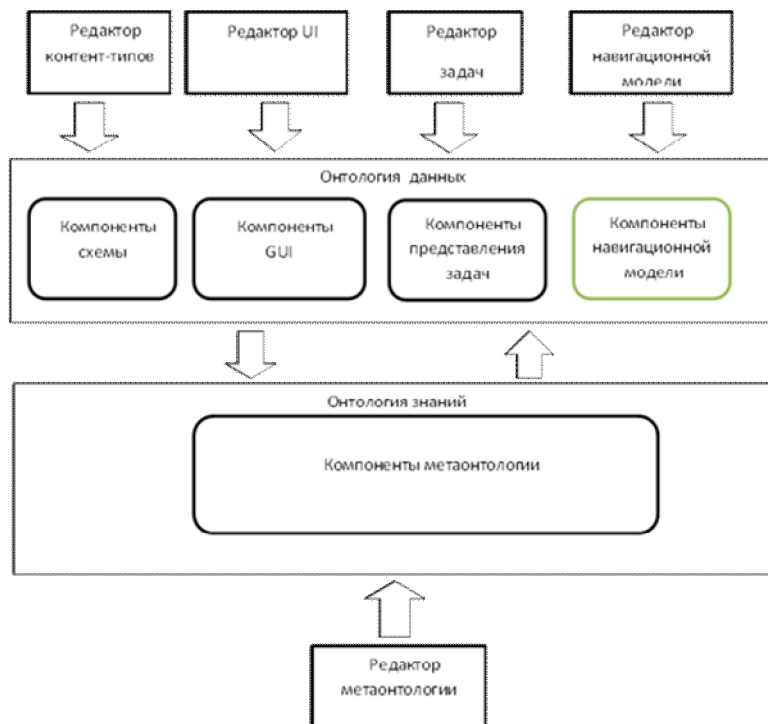 Редактор
контент-типов
Редактор UI
Редактор
задач
Редактор
навигационной
модели
Онтология данных
Компоненты
схемы
Компоненты
GUI
Компоненты
представления
задач
Компоненты
навигационной
модели
Онтология знаний
Компоненты метаонтологии
Редактор
метаонтологии